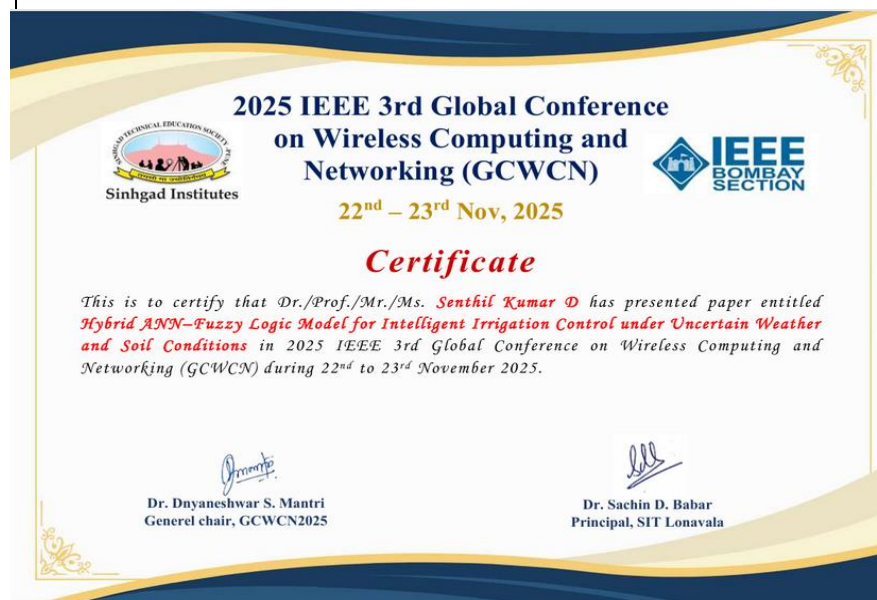 2025 IEEE 3rd Global Conference
on Wireless Computing and
Networking (GCWCN)
22nd – 23rd Nov, 2025
SINHGAD TECHNICAL EDUCATION SOCIETY
Sinhgad Institutes
IEEE
BOMBAY
SECTION
Certificate
This is to certify that Dr./Prof./Mr./Ms. Senthil Kumar D has presented paper entitled
Hybrid ANN–Fuzzy Logic Model for Intelligent Irrigation Control under Uncertain Weather
and Soil Conditions in 2025 IEEE 3rd Global Conference on Wireless Computing and
Networking (GCWCN) during 22nd to 23rd November 2025.
Dr. Dnyaneshwar S. Mantri
Generel chair, GCWCN2025
Dr. Sachin D. Babar
Principal, SIT Lonavala